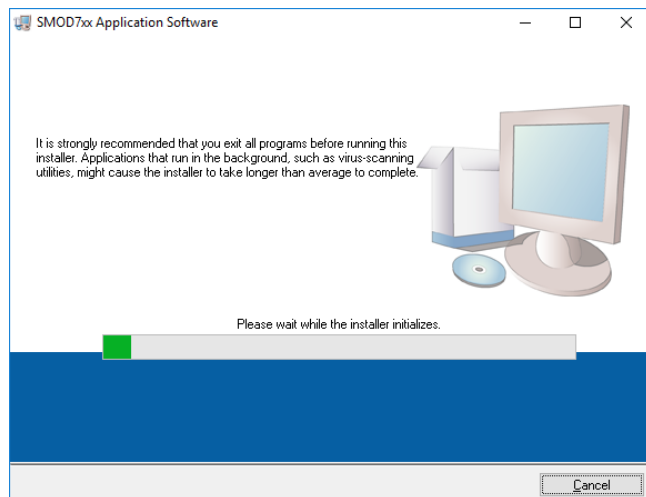 SMOD7xx Application Software
It is strongly recommended that you exit all programs before running this
installer. Applications that run in the background, such as virus-scanning
utilities, might cause the installer to take longer than average to complete.
Please wait while the installer initializes.
Cancel